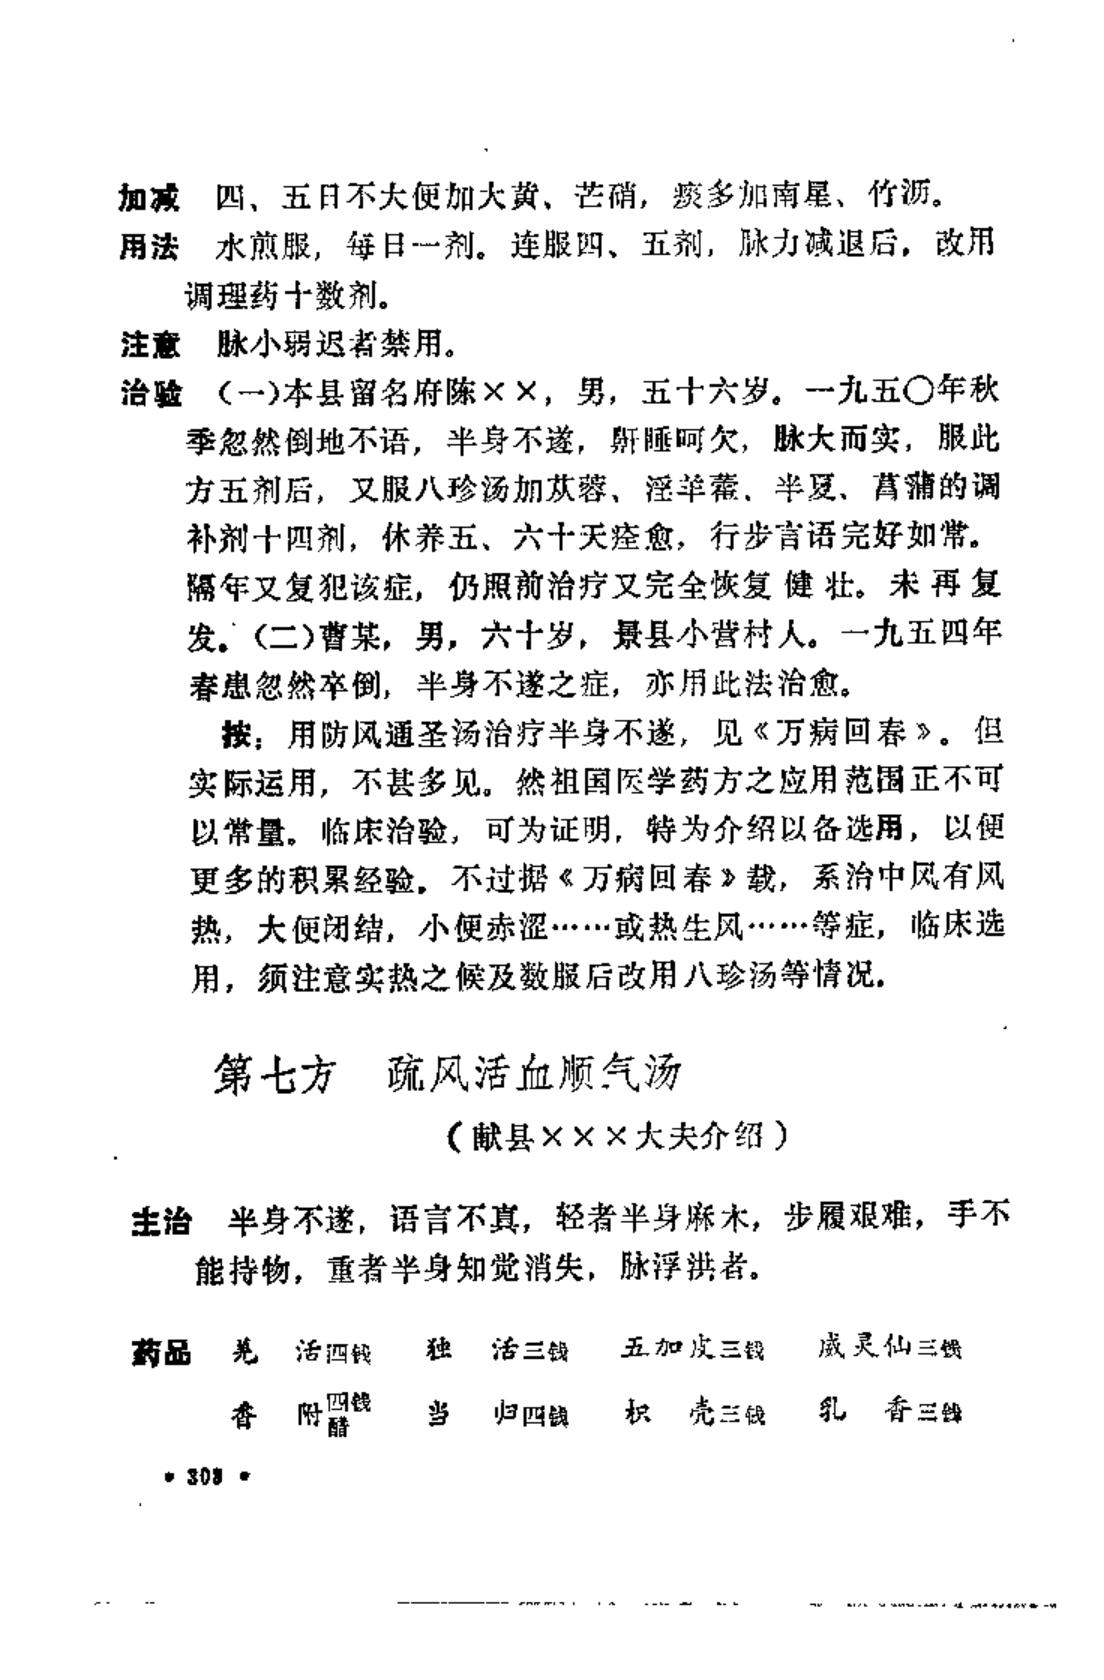 加减 四、五日不大便加大黄、芒硝，痰多加南星、竹沥。
用法 水煎服，每日一剂。连服四、五剂，脉力减退后，改用
调理药十数剂。
注意 脉小弱迟者禁用。
治验 （一）本县留名府陈××，男，五十六岁。一九五〇年秋
季忽然倒地不语，半身不遂，鼾睡呵欠，脉大而实，服此
方五剂后，又服八珍汤加苁蓉、淫羊藿、半夏、菖蒲的调
补剂十四剂，休养五、六十天痊愈，行步言语完好如常。
隔年又复犯该症，仍照前治疗又完全恢复健壮。未再复
发。（二）曹某，男，六十岁，景县小营村人。一九五四年
春患忽然卒倒，半身不遂之症，亦用此法治愈。
按：用防风通圣汤治疗半身不遂，见《万病回春》。但
实际运用，不甚多见。然祖国医学药方之应用范围正不可
以常量。临床治验，可为证明，特为介绍以备选用，以便
更多的积累经验。不过据《万病回春》载，系治中风有风
热，大便闭结，小便赤涩……或热生风……等症，临床选
用，须注意实热之候及数服后改用八珍汤等情况。
第七方 疏风活血顺气汤
（献县×××大夫介绍）
主治 半身不遂，语言不真，轻者半身麻木，步履艰难，手不
能持物，重者半身知觉消失，脉浮洪者。
药品 羌活四钱 独活三钱 五加皮三钱 威灵仙三钱
香附四钱醋 当归四钱 枳壳三钱 乳香三钱